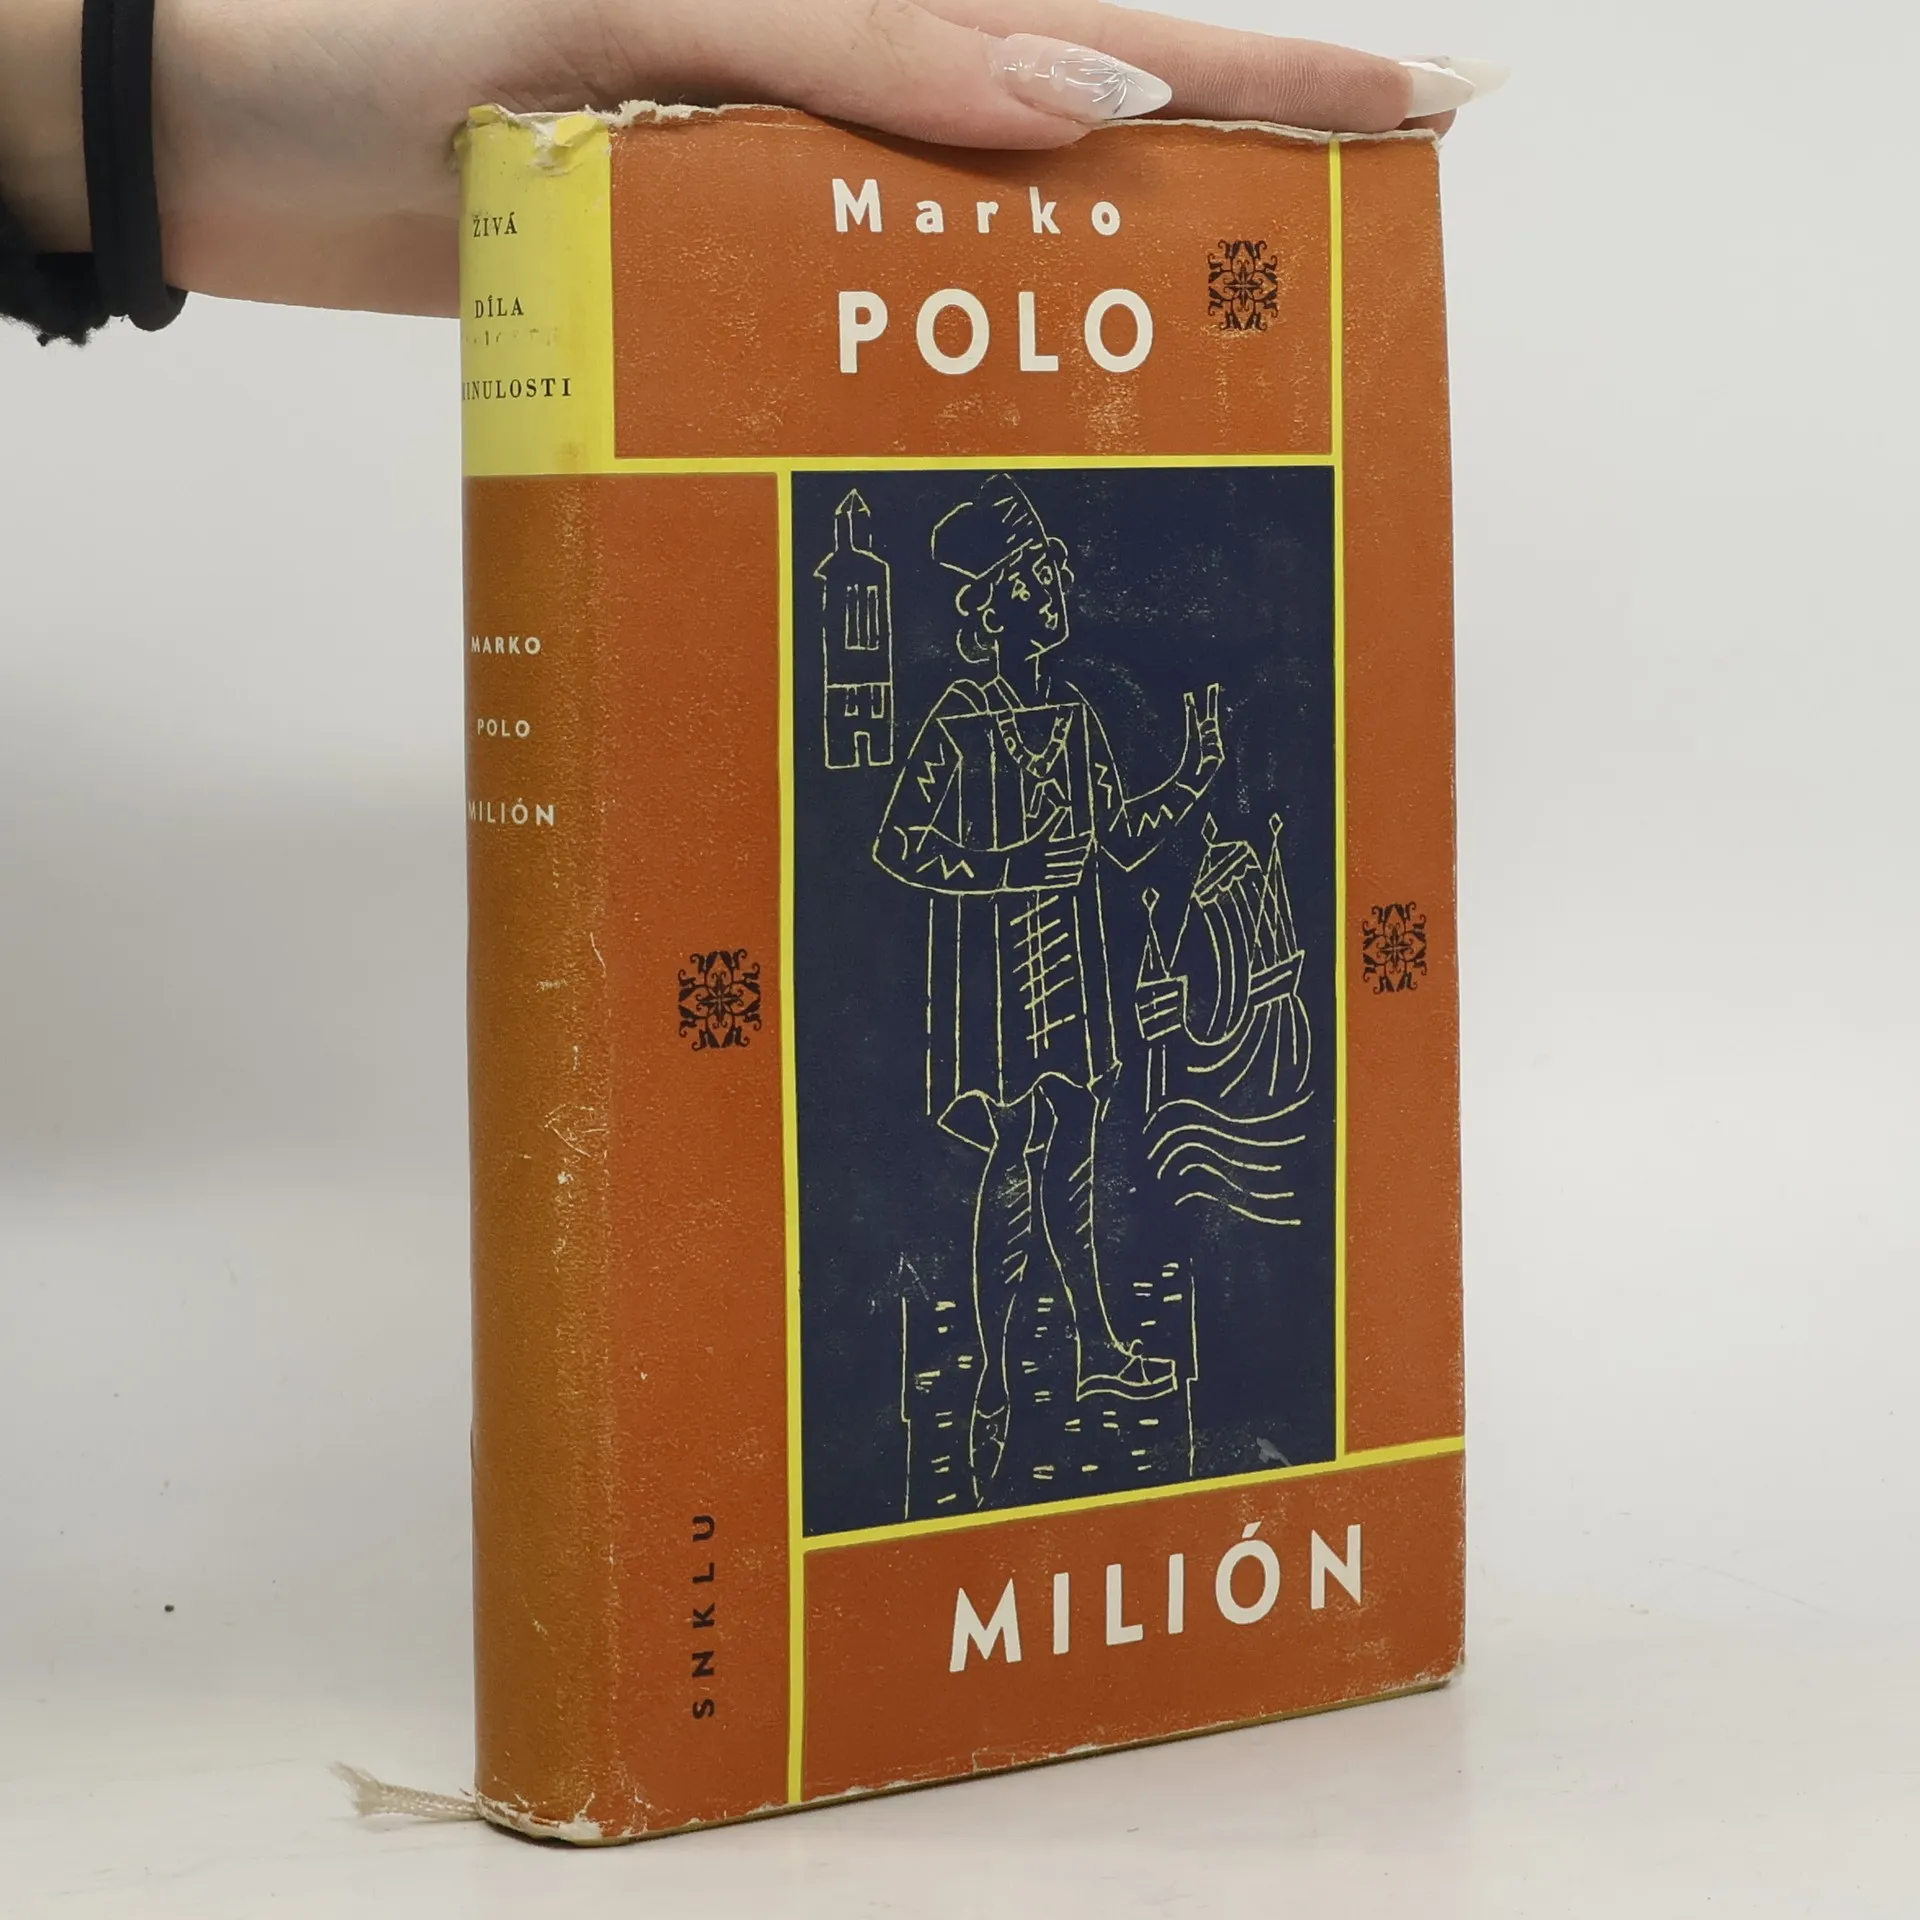 ŽIVÁ
DÍLA
MINULOSTI
MARKO
POLO
MILIÓN
Marko
POLO
MILIÓN
SNKLU